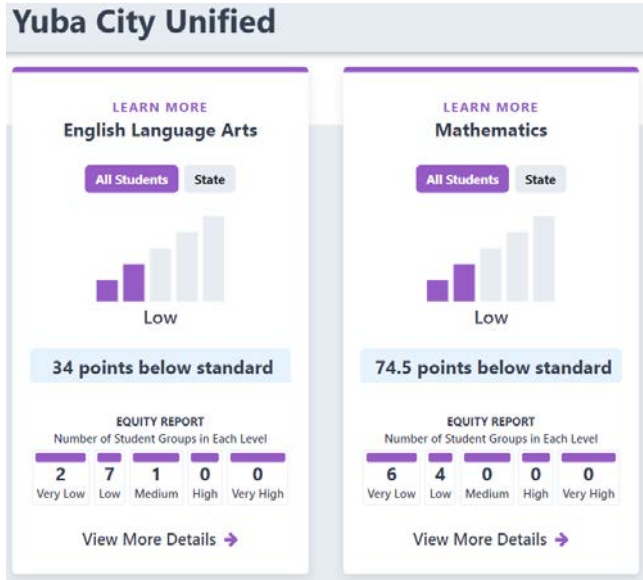 Yuba City Unified
LEARN MORE
English Language Arts
All Students State
Low
34 points below standard
EQUITY REPORT
Number of Student Groups in Each Level
2 7 1 0 0
Very Low Low Medium High Very High
View More Details →
LEARN MORE
Mathematics
All Students State
Low
74.5 points below standard
EQUITY REPORT
Number of Student Groups in Each Level
6 4 0 0 0
Very Low Low Medium High Very High
View More Details →